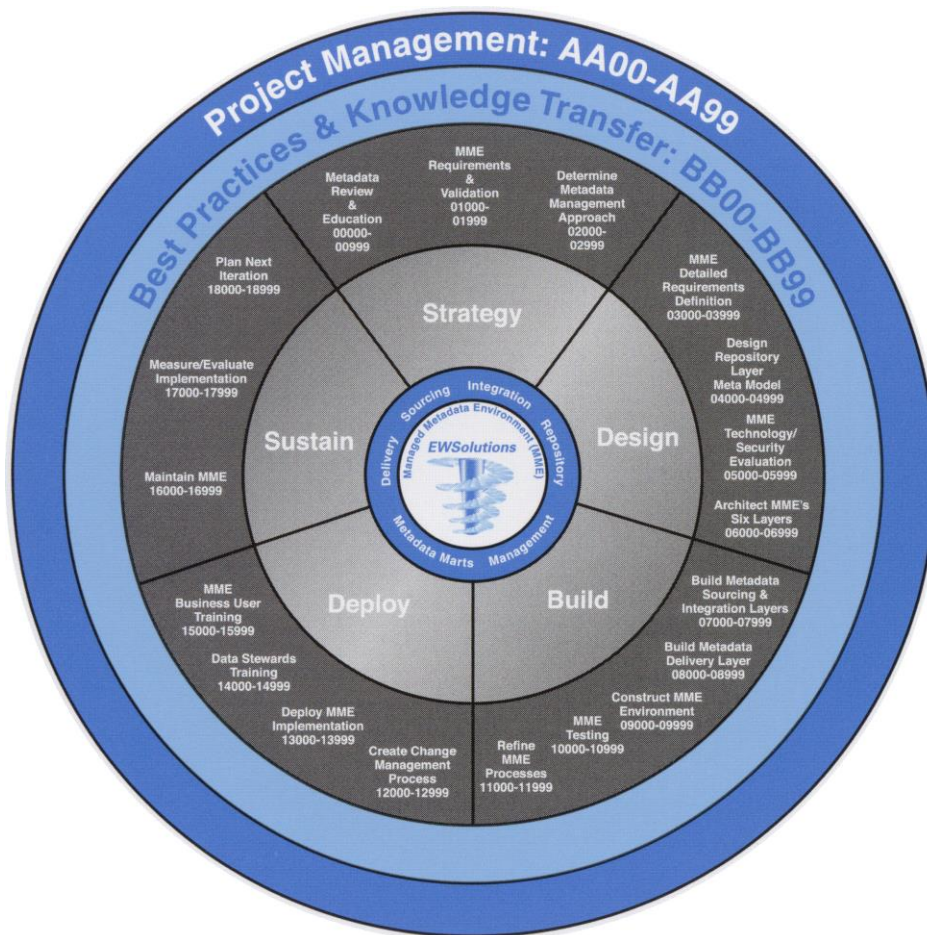 Project Management: AA00-AA99
Best Practices & Knowledge Transfer: BB00-BB99
Metadata
Review
&
Education
00000-
00999
MME
Requirements
&
Validation
01000-
01999
Determine
Metadata
Management
Approach
02000-
02999
MME
Detailed
Requirements
Definition
03000-03999
Design
Repository
Layer
Meta Model
04000-04999
MME
Technology/
Security
Evaluation
05000-05999
Architect MME's
Six Layers
06000-06999
Build Metadata
Sourcing &
Integration Layers
07000-07999
Build Metadata
Delivery Layer
08000-08999
Construct MME
Environment
09000-09999
MME
Testing
10000-10999
Refine
MME
Processes
11000-11999
Create Change
Management
Process
12000-12999
Deploy MME
Implementation
13000-13999
Data Stewards
Training
14000-14999
MME
Business User
Training
15000-15999
Maintain MME
16000-16999
Measure/Evaluate
Implementation
17000-17999
Plan Next
Iteration
18000-18999
Strategy
Design
Build
Deploy
Sustain
Sourcing
Integration
Repository
Management
Metadata Marts
Delivery
Managed Metadata Environment (MME)
EWSolutions